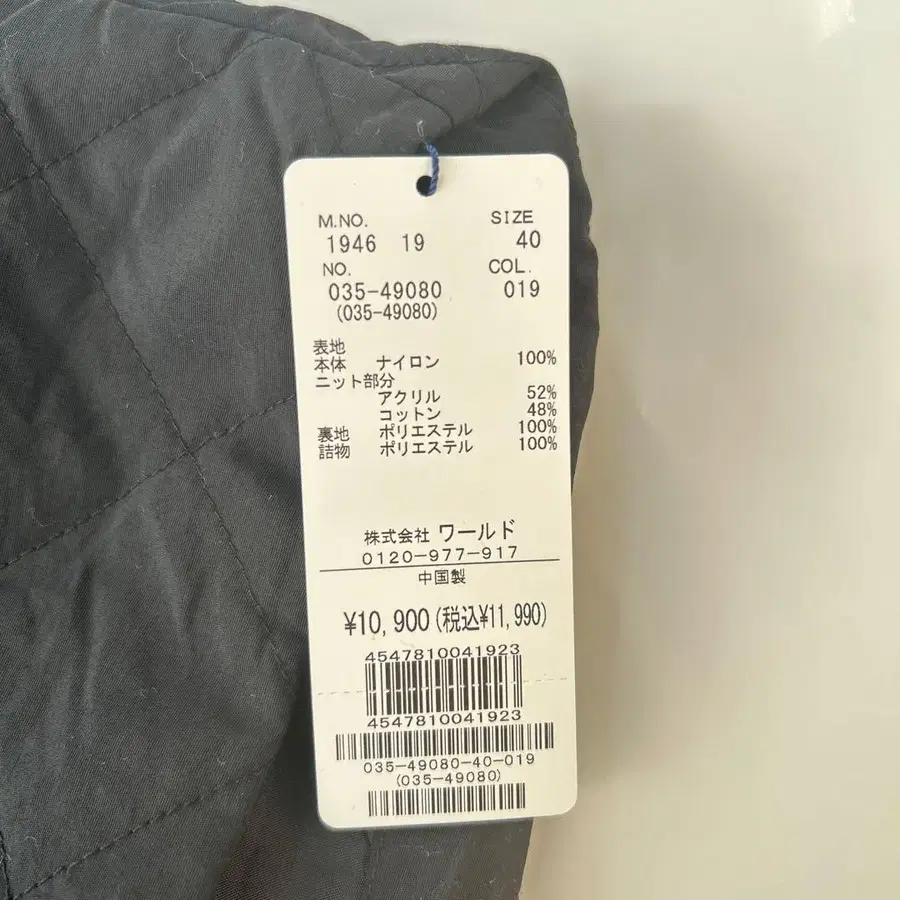 M.NO. SIZE
1946 19 40
NO. COL.
035-49080 019
(035-49080)
表地
本体 ナイロン 100%
ニット部分
アクリル 52%
コットン 48%
裏地 ポリエステル 100%
詰物 ポリエステル 100%
株式会社 ワールド
0120-977-917
中国製
¥10,900(税込¥11,990)
4547810041923
4547810041923
035-49080-40-019
(035-49080)